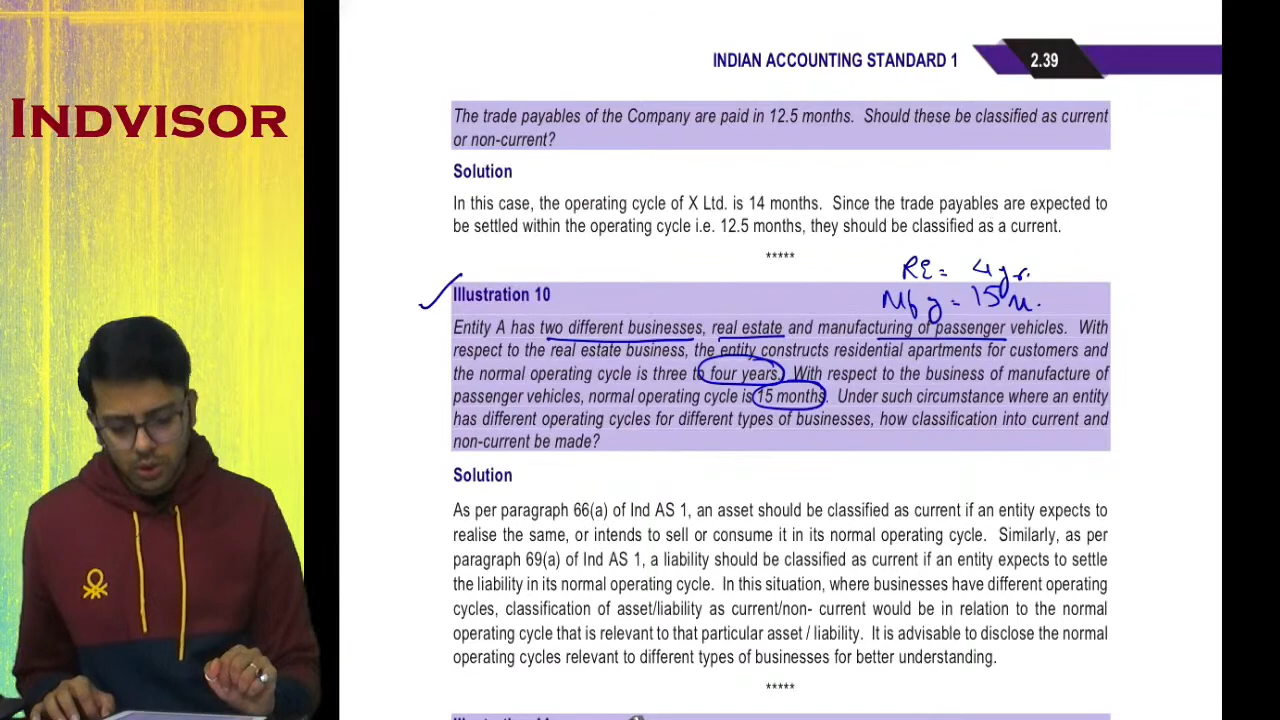 INDVISOR
INDIAN ACCOUNTING STANDARD 1
2.39
The trade payables of the Company are paid in 12.5 months. Should these be classified as current
or non-current?
Solution
In this case, the operating cycle of X Ltd. is 14 months. Since the trade payables are expected to
be settled within the operating cycle i.e. 12.5 months, they should be classified as a current.
*****
RE = 4 yr.
Mfg = 15 m.
Illustration 10
Entity A has two different businesses, real estate and manufacturing of passenger vehicles. With
respect to the real estate business, the entity constructs residential apartments for customers and
the normal operating cycle is three to four years. With respect to the business of manufacture of
passenger vehicles, normal operating cycle is 15 months. Under such circumstance where an entity
has different operating cycles for different types of businesses, how classification into current and
non-current be made?
Solution
As per paragraph 66(a) of Ind AS 1, an asset should be classified as current if an entity expects to
realise the same, or intends to sell or consume it in its normal operating cycle. Similarly, as per
paragraph 69(a) of Ind AS 1, a liability should be classified as current if an entity expects to settle
the liability in its normal operating cycle. In this situation, where businesses have different operating
cycles, classification of asset/liability as current/non- current would be in relation to the normal
operating cycle that is relevant to that particular asset / liability. It is advisable to disclose the normal
operating cycles relevant to different types of businesses for better understanding.
*****